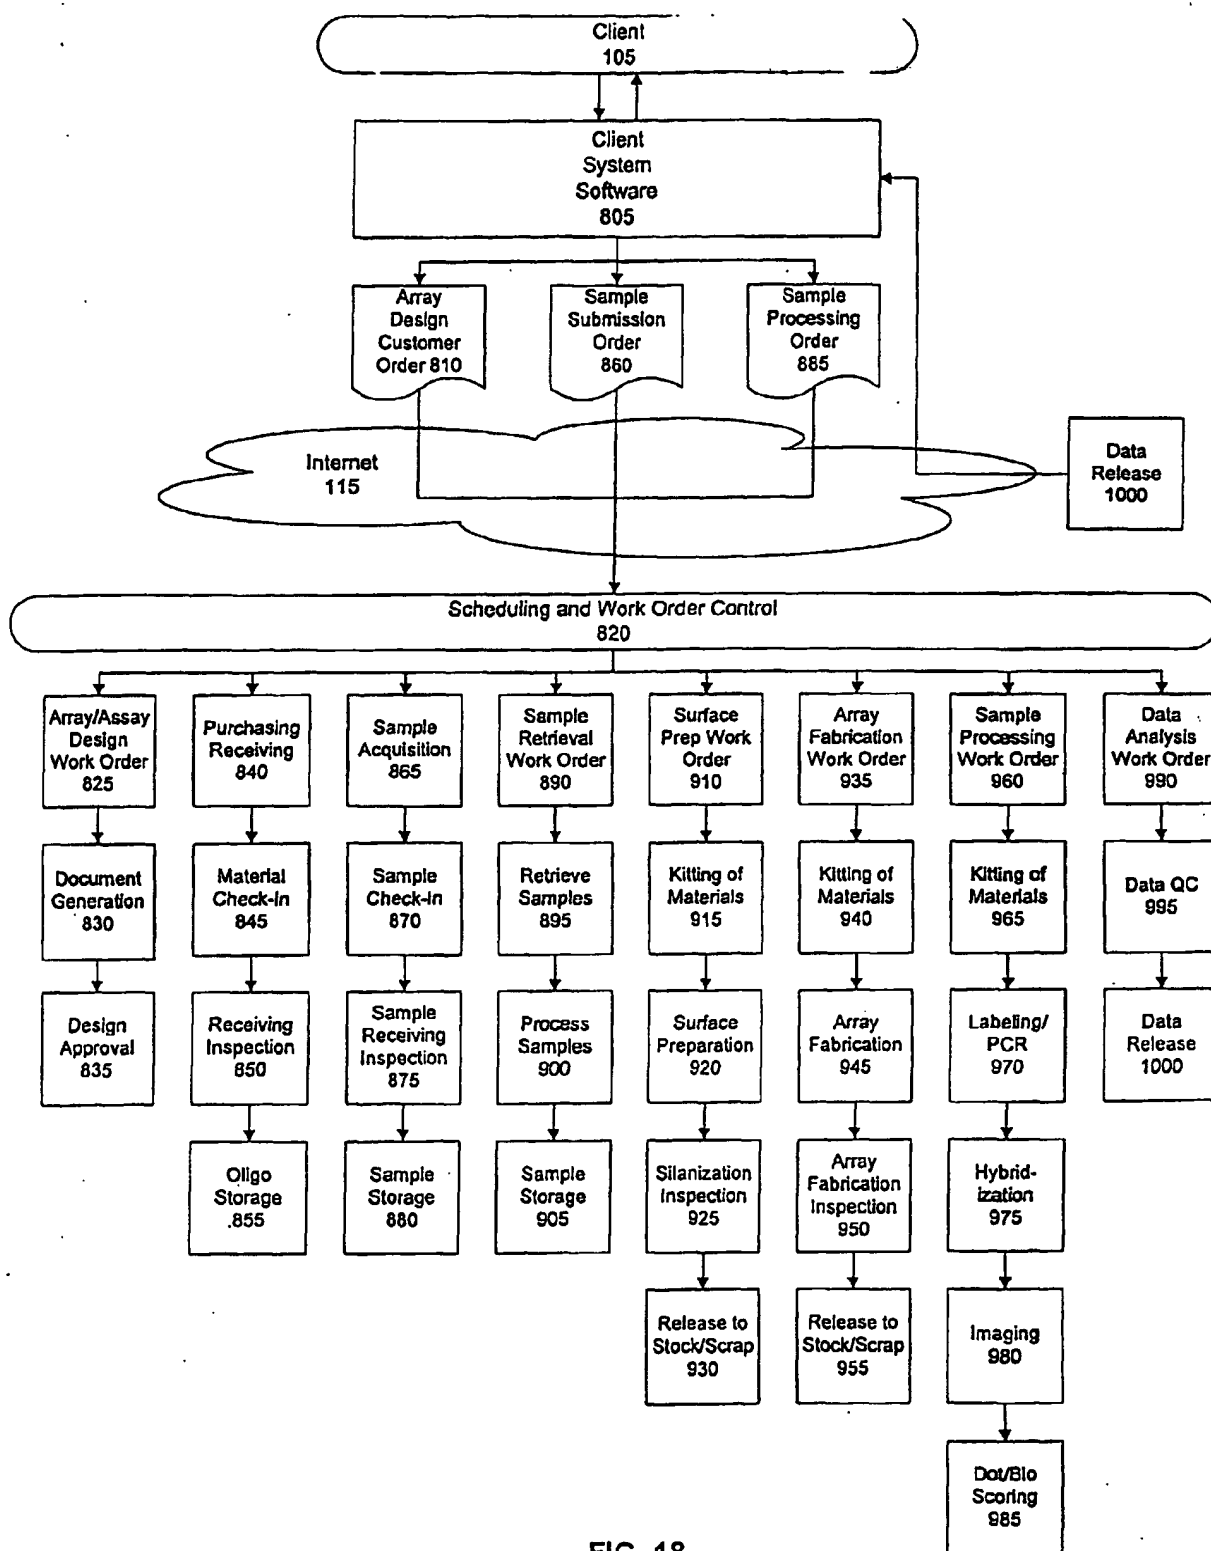 Client
105
Client
System
Software
805
Array
Design
Customer
Order 810
Sample
Submission
Order
860
Sample
Processing
Order
885
Internet
115
Data
Release
1000
Scheduling and Work Order Control
820
Array/Assay
Design
Work Order
825
Purchasing
Receiving
840
Sample
Acquisition
865
Sample
Retrieval
Work Order
890
Surface
Prep Work
Order
910
Array
Fabrication
Work Order
935
Sample
Processing
Work Order
960
Data
Analysis
Work Order
990
Document
Generation
830
Material
Check-In
845
Sample
Check-In
870
Retrieve
Samples
895
Kitting of
Materials
915
Kitting of
Materials
940
Kitting of
Materials
965
Data QC
995
Design
Approval
835
Receiving
Inspection
850
Sample
Receiving
Inspection
875
Process
Samples
900
Surface
Preparation
920
Array
Fabrication
945
Labeling/
PCR
970
Data
Release
1000
Oligo
Storage
855
Sample
Storage
880
Sample
Storage
905
Silanization
Inspection
925
Array
Fabrication
Inspection
950
Hybrid-
ization
975
Release to
Stock/Scrap
930
Release to
Stock/Scrap
955
Imaging
980
Dot/Blo
Scoring
985
FIG. 18